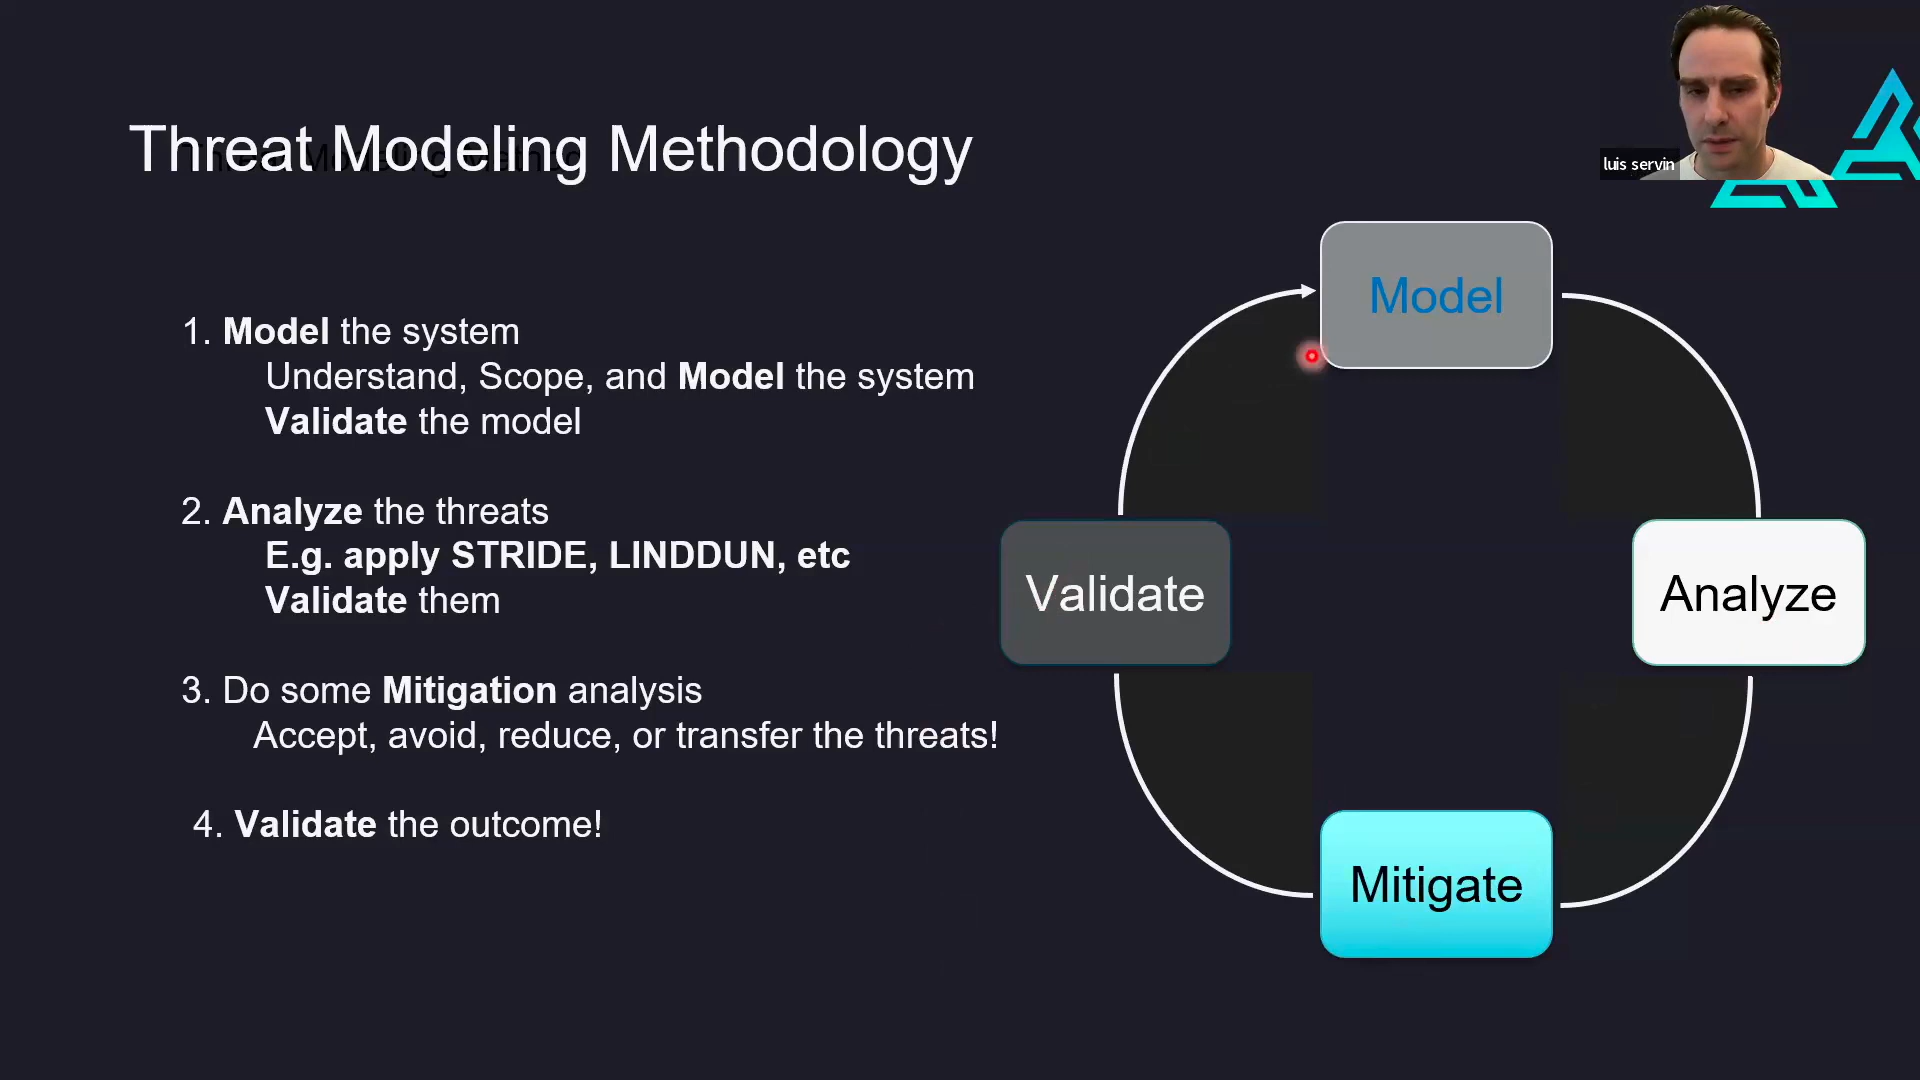 luis servin
Threat Modeling Methodology
1. Model the system
Understand, Scope, and Model the system
Validate the model
2. Analyze the threats
E.g. apply STRIDE, LINDDUN, etc
Validate them
3. Do some Mitigation analysis
Accept, avoid, reduce, or transfer the threats!
4. Validate the outcome!
Model
Validate
Analyze
Mitigate